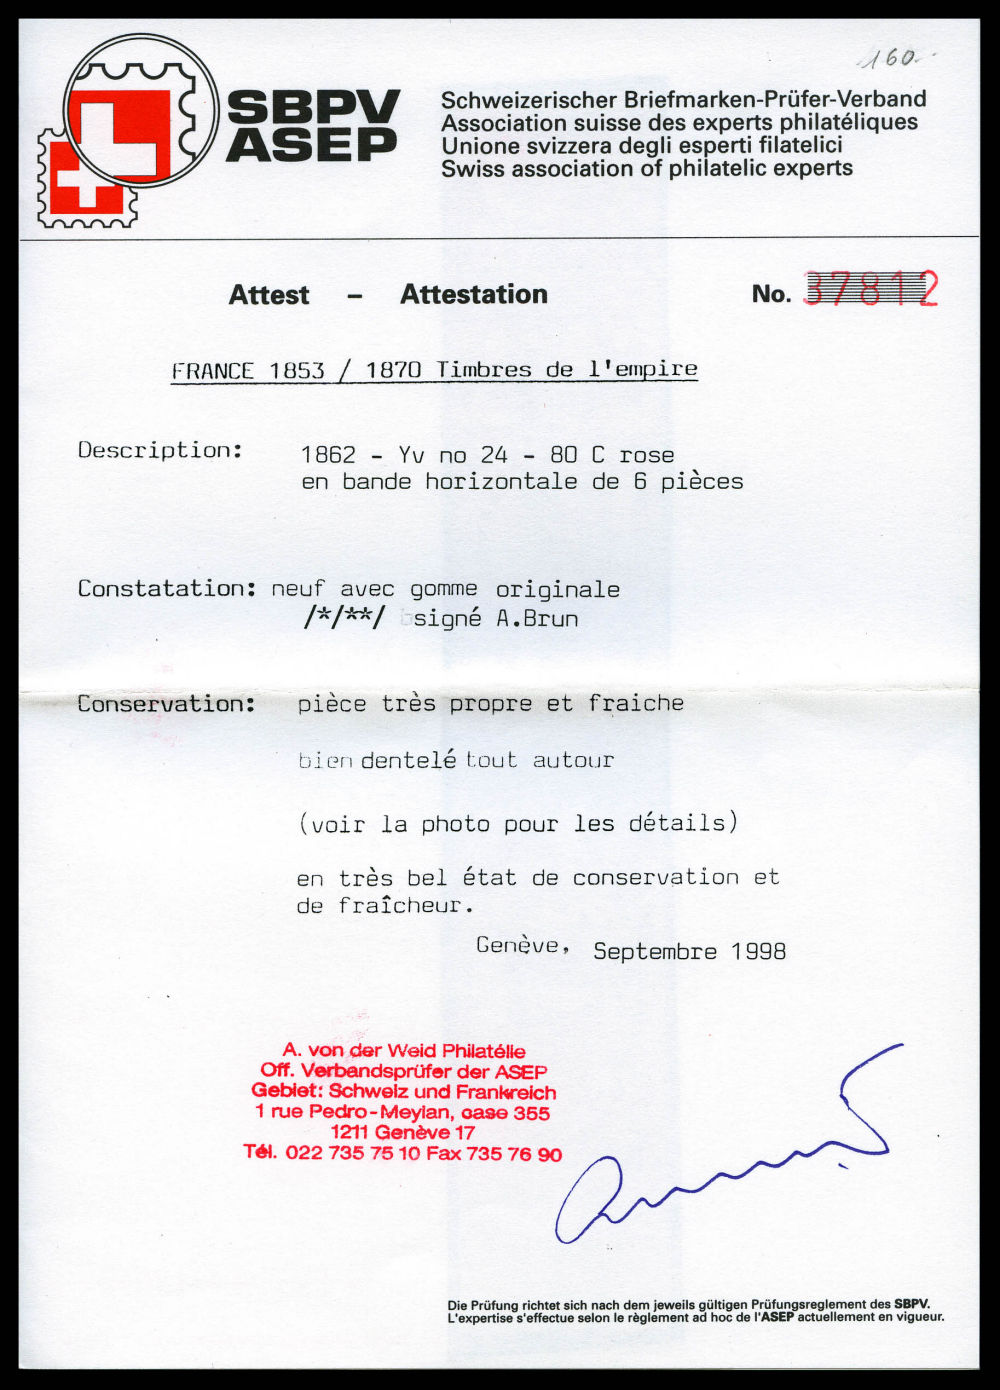 160.-
SBPV
ASEP
Schweizerischer Briefmarken-Prüfer-Verband
Association suisse des experts philatéliques
Unione svizzera degli esperti filatelici
Swiss association of philatelic experts
Attest – Attestation No. 37812
FRANCE 1853 / 1870 Timbres de l'empire
Description: 1862 - Yv no 24 - 80 C rose
en bande horizontale de 6 pièces
Constatation: neuf avec gomme originale
/*/**/ signé A.Brun
Conservation: pièce très propre et fraiche
bien dentelé tout autour
(voir la photo pour les détails)
en très bel état de conservation et
de fraîcheur.
Genève, Septembre 1998
A. von der Weid Philatélie
Off. Verbandsprüfer der ASEP
Gebiet: Schweiz und Frankreich
1 rue Pedro-Meylan, case 355
1211 Genève 17
Tél. 022 735 75 10 Fax 735 76 90
Die Prüfung richtet sich nach dem jeweils gültigen Prüfungsreglement des SBPV.
L'expertise s'effectue selon le règlement ad hoc de l'ASEP actuellement en vigueur.